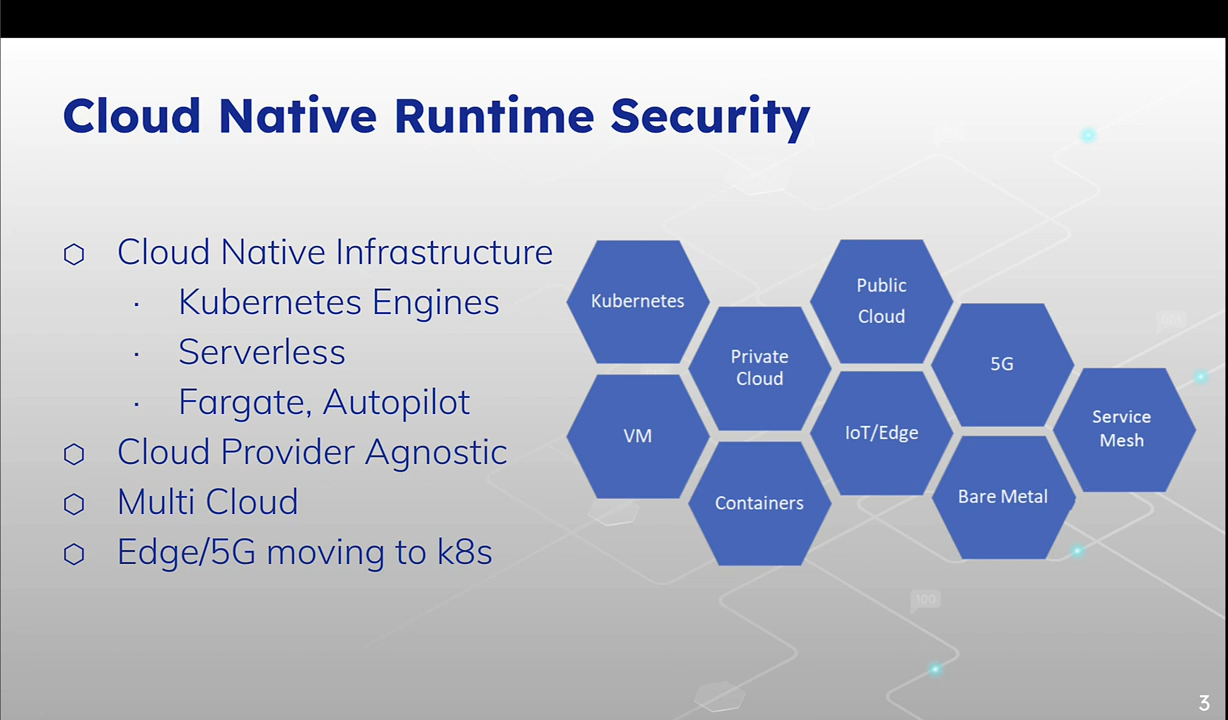 Cloud Native Runtime Security
Cloud Native Infrastructure
Kubernetes Engines
Serverless
Fargate, Autopilot
Cloud Provider Agnostic
Multi Cloud
Edge/5G moving to k8s
Kubernetes
Public
Cloud
Private
Cloud
5G
VM
IoT/Edge
Service
Mesh
Containers
Bare Metal
100
3